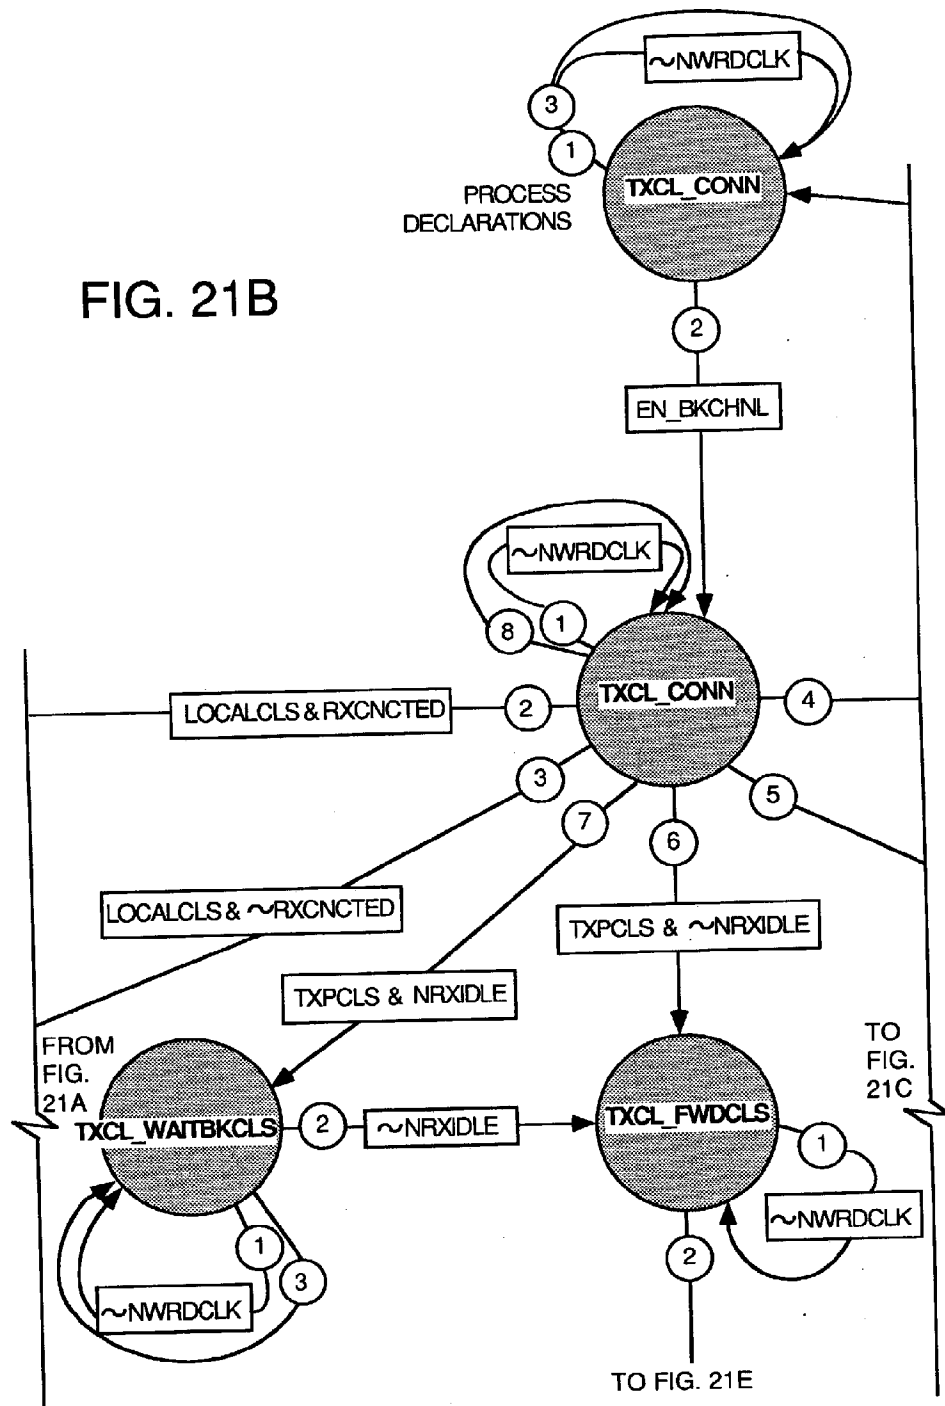 ~NWRDCLK
3
1
TXCL_CONN
PROCESS
DECLARATIONS
FIG. 21B
2
EN_BKCHNL
~NWRDCLK
8
1
TXCL_CONN
LOCALCLS & RXCNCTED
2
4
3
5
7
6
LOCALCLS & ~RXCNCTED
TXPCLS & ~NRXIDLE
TXPCLS & NRXIDLE
FROM
FIG.
21A
TO
FIG.
21C
TXCL_WAITBKCLS
2
~NRXIDLE
TXCL_FWDCLS
1
~NWRDCLK
1
3
~NWRDCLK
2
TO FIG. 21E